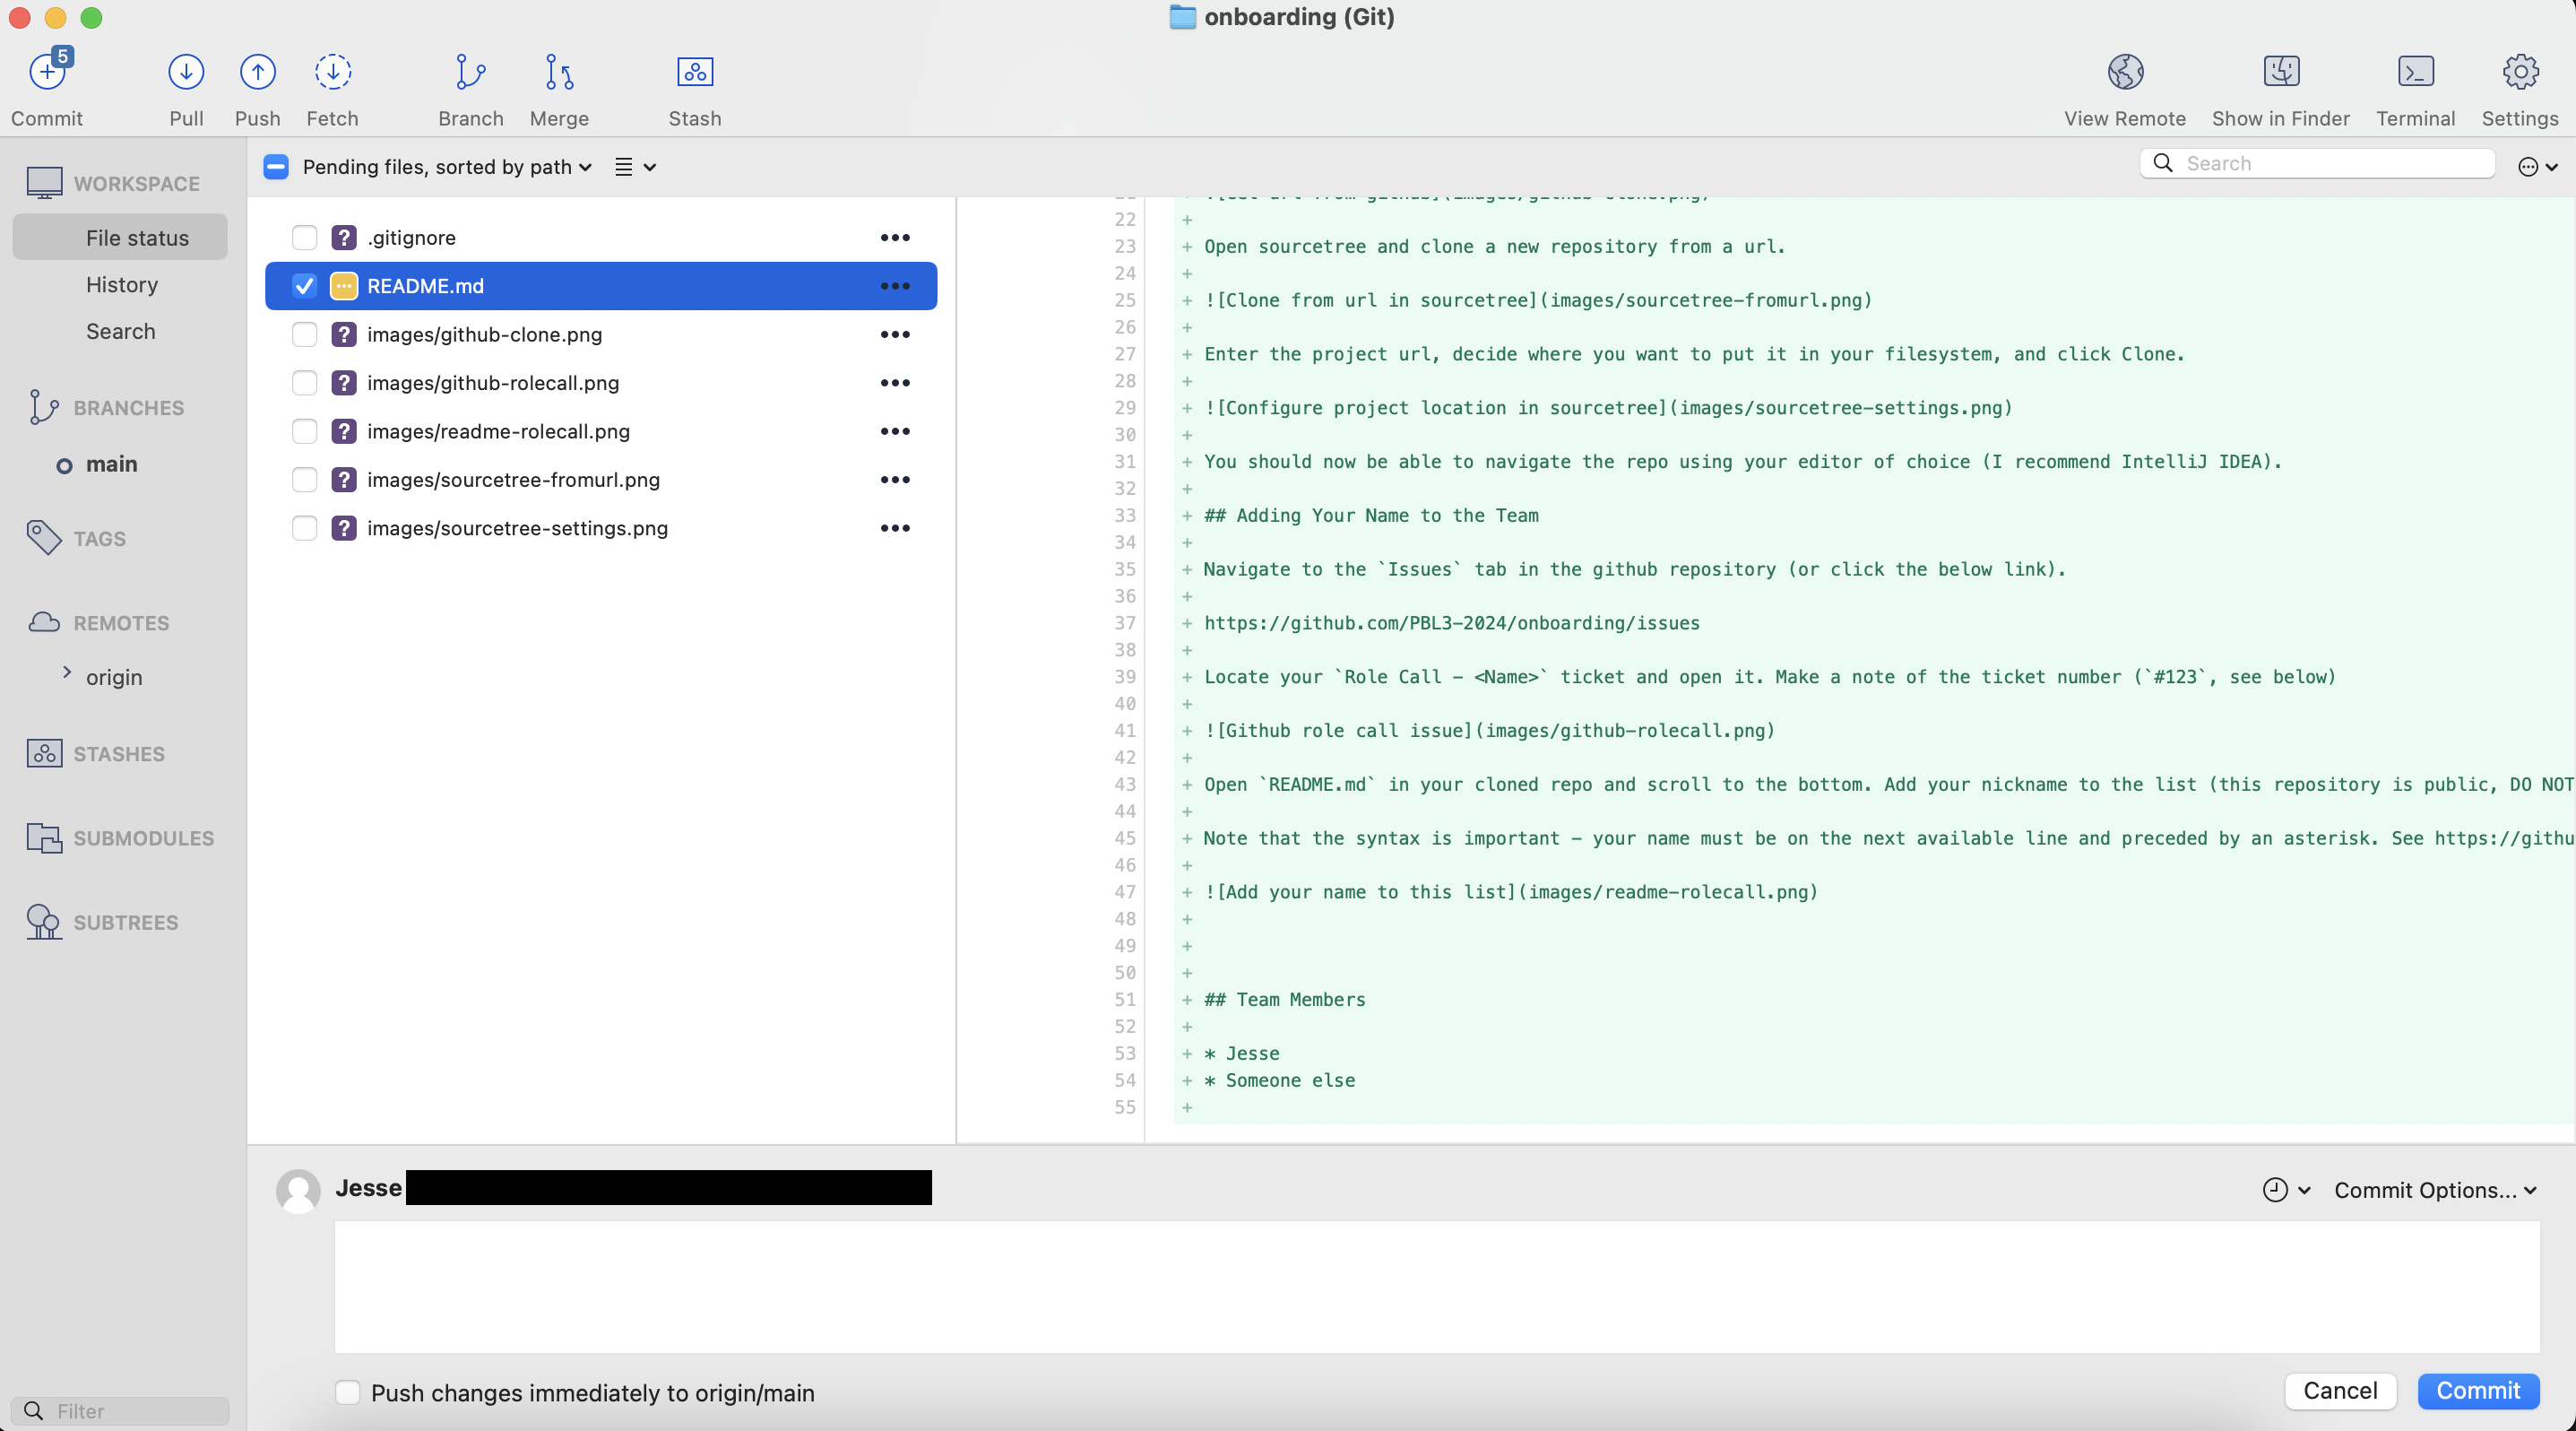 onboarding (Git)
5
Commit
Pull
Push
Fetch
Branch
Merge
Stash
View Remote
Show in Finder
Terminal
Settings
WORKSPACE
File status
History
Search
BRANCHES
main
TAGS
REMOTES
origin
STASHES
SUBMODULES
SUBTREES
Filter
Pending files, sorted by path
Search
? .gitignore
README.md
? images/github-clone.png
? images/github-rolecall.png
? images/readme-rolecall.png
? images/sourcetree-fromurl.png
? images/sourcetree-settings.png
22 +
23 + Open sourcetree and clone a new repository from a url.
24 +
25 + ![Clone from url in sourcetree](images/sourcetree-fromurl.png)
26 +
27 + Enter the project url, decide where you want to put it in your filesystem, and click Clone.
28 +
29 + ![Configure project location in sourcetree](images/sourcetree-settings.png)
30 +
31 + You should now be able to navigate the repo using your editor of choice (I recommend IntelliJ IDEA).
32 +
33 + ## Adding Your Name to the Team
34 +
35 + Navigate to the `Issues` tab in the github repository (or click the below link).
36 +
37 + https://github.com/PBL3-2024/onboarding/issues
38 +
39 + Locate your `Role Call - <Name>` ticket and open it. Make a note of the ticket number (`#123`, see below)
40 +
41 + ![Github role call issue](images/github-rolecall.png)
42 +
43 + Open `README.md` in your cloned repo and scroll to the bottom. Add your nickname to the list (this repository is public, DO NOT
44 +
45 + Note that the syntax is important - your name must be on the next available line and preceded by an asterisk. See https://githu
46 +
47 + ![Add your name to this list](images/readme-rolecall.png)
48 +
49 +
50 +
51 + ## Team Members
52 +
53 + * Jesse
54 + * Someone else
55 +
Jesse
Commit Options...
Push changes immediately to origin/main
Cancel
Commit